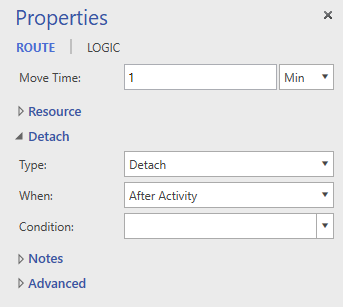 Properties
ROUTE | LOGIC
Move Time: 1 Min
Resource
Detach
Type: Detach
When: After Activity
Condition:
Notes
Advanced